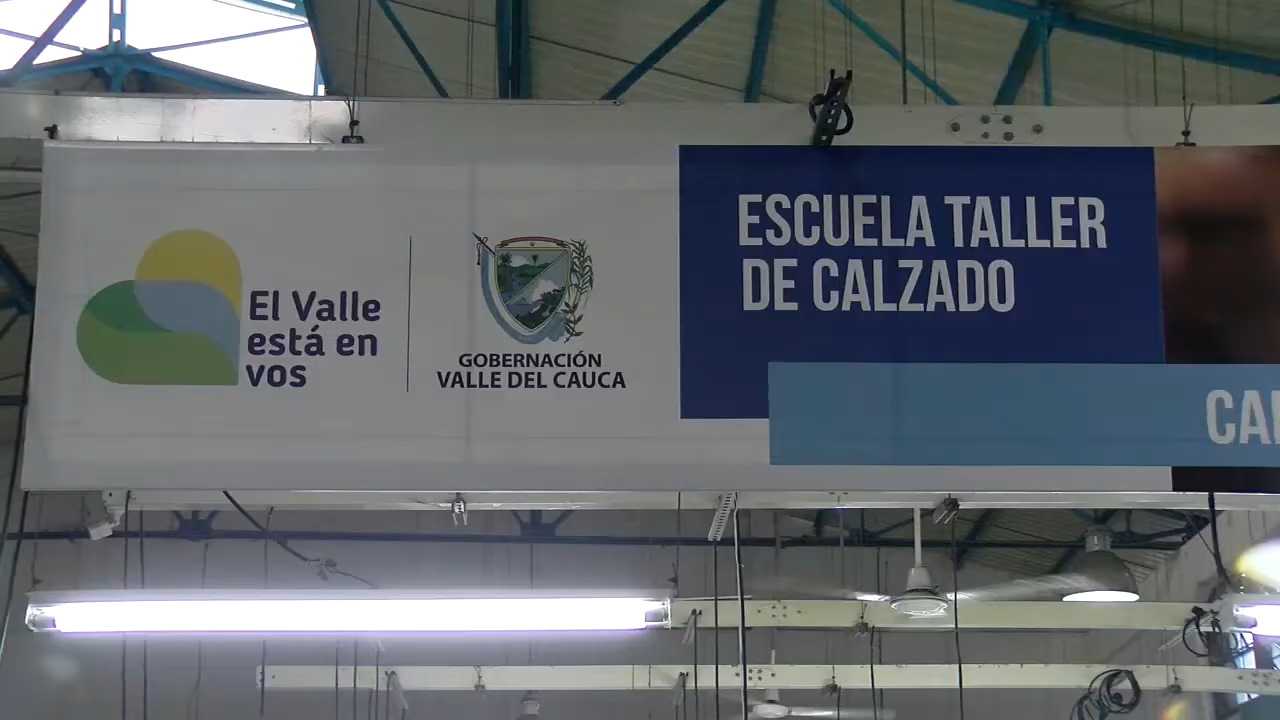 El Valle
está en
vos
GOBERNACIÓN
VALLE DEL CAUCA
ESCUELA TALLER
DE CALZADO